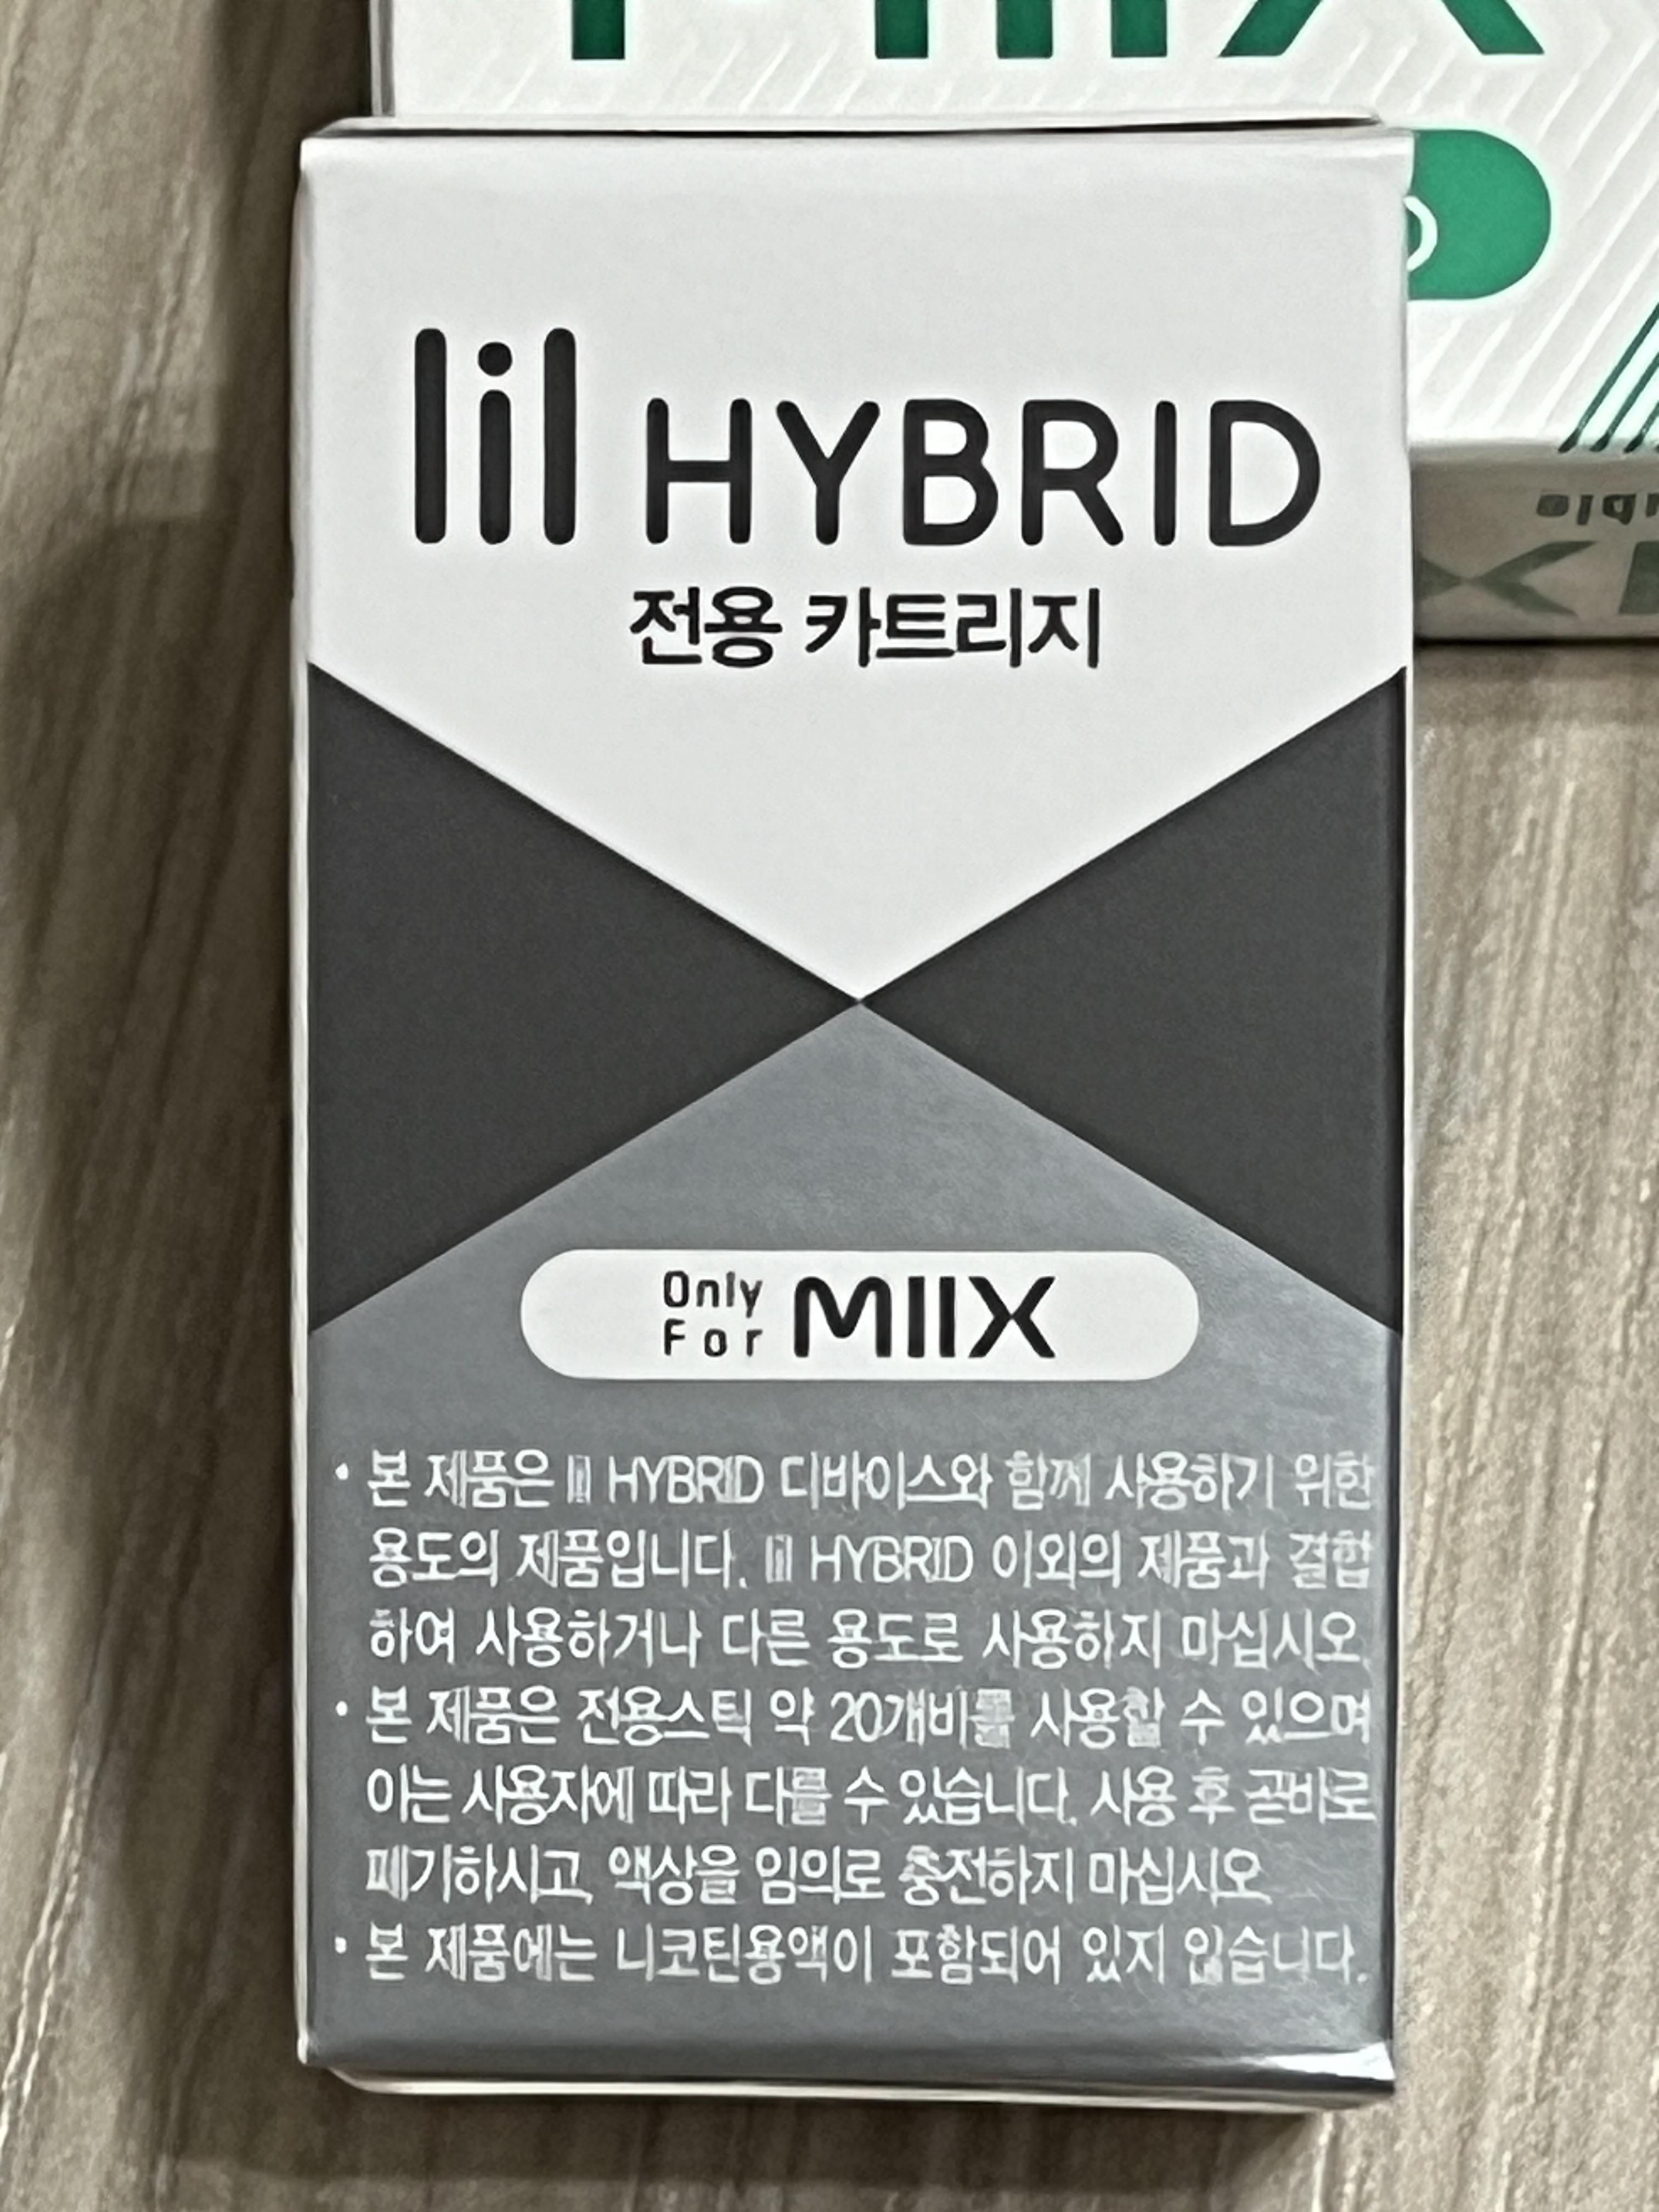 MIIX
lil HYBRID
전용 카트리지
Only
For MIIX
· 본 제품은 lil HYBRID 디바이스와 함께 사용하기 위한
용도의 제품입니다. lil HYBRID 이외의 제품과 결합
하여 사용하거나 다른 용도로 사용하지 마십시오.
· 본 제품은 전용스틱 약 20개비를 사용할 수 있으며
이는 사용자에 따라 다를 수 있습니다. 사용 후 곧바로
폐기하시고, 액상을 임의로 충전하지 마십시오
· 본 제품에는 니코틴용액이 포함되어 있지 않습니다.